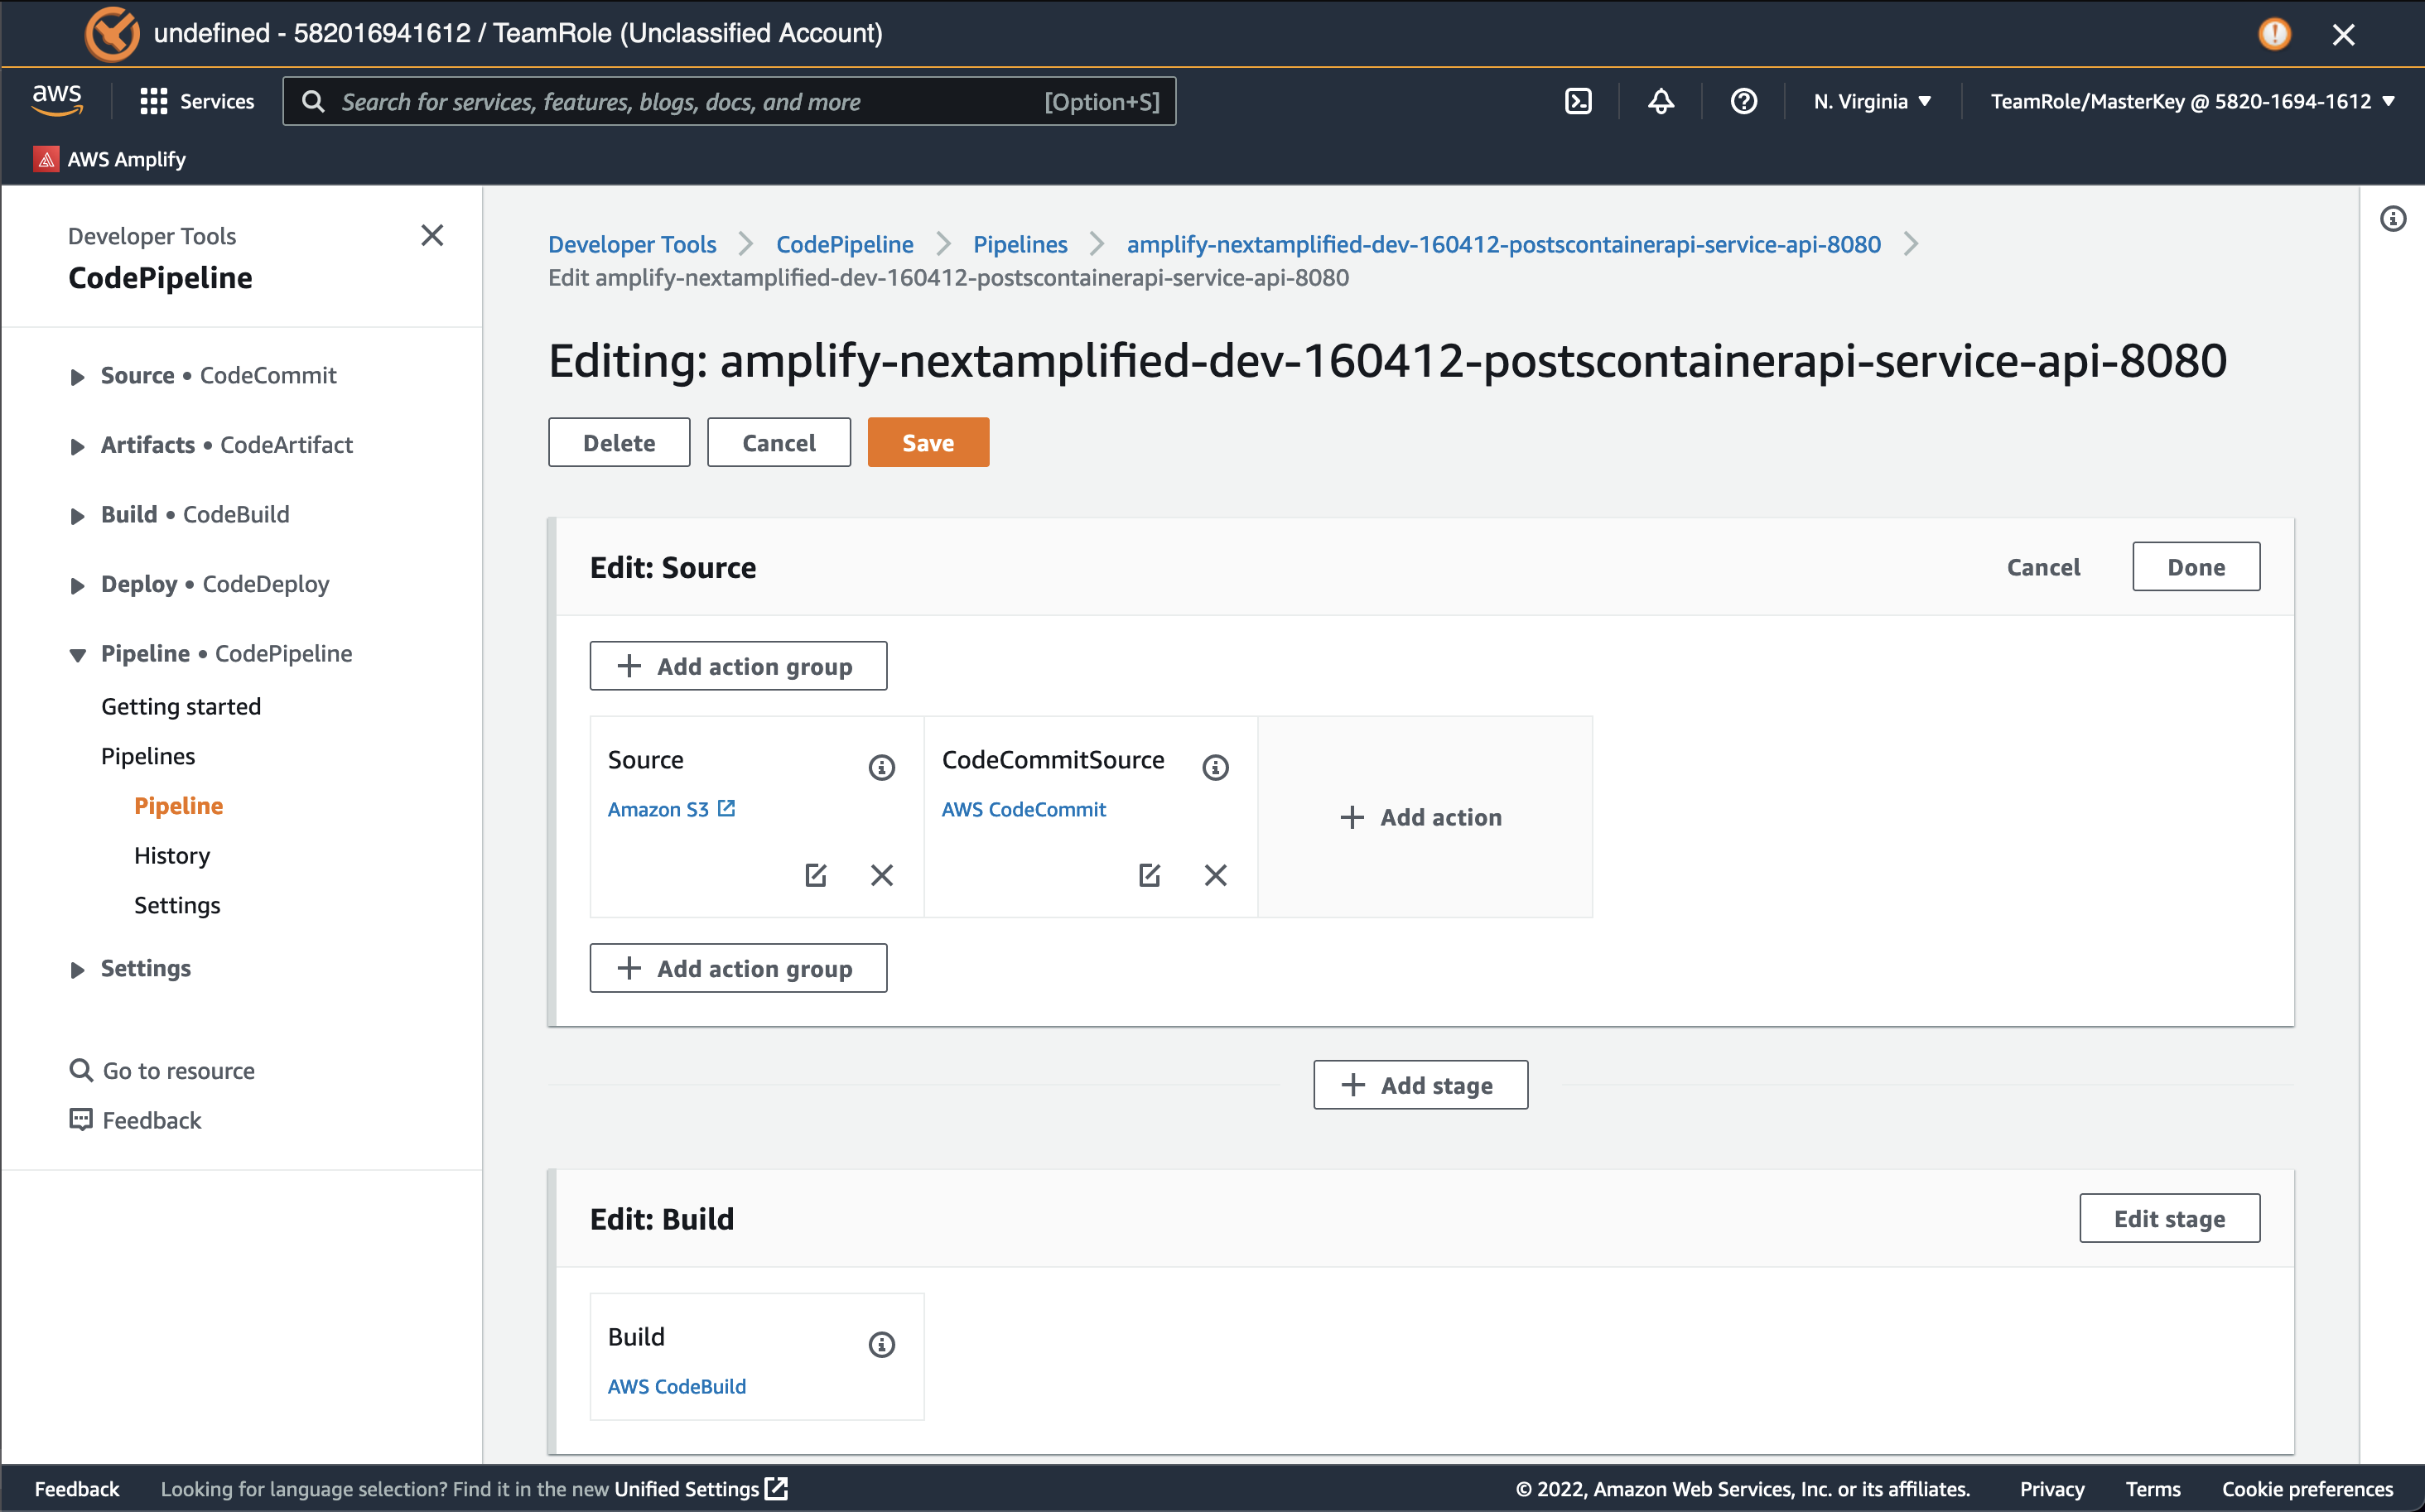 undefined - 582016941612 / TeamRole (Unclassified Account)
aws
Services
Search for services, features, blogs, docs, and more
[Option+S]
N. Virginia
TeamRole/MasterKey @ 5820-1694-1612
AWS Amplify
Developer Tools
CodePipeline
Source • CodeCommit
Artifacts • CodeArtifact
Build • CodeBuild
Deploy • CodeDeploy
Pipeline • CodePipeline
Getting started
Pipelines
Pipeline
History
Settings
Settings
Go to resource
Feedback
Developer Tools
CodePipeline
Pipelines
amplify-nextamplified-dev-160412-postscontainerapi-service-api-8080
Edit amplify-nextamplified-dev-160412-postscontainerapi-service-api-8080
Editing: amplify-nextamplified-dev-160412-postscontainerapi-service-api-8080
Delete
Cancel
Save
Edit: Source
Cancel
Done
Add action group
Source
Amazon S3
CodeCommitSource
AWS CodeCommit
Add action
Add action group
Add stage
Edit: Build
Edit stage
Build
AWS CodeBuild
Feedback
Looking for language selection? Find it in the new Unified Settings
© 2022, Amazon Web Services, Inc. or its affiliates.
Privacy
Terms
Cookie preferences